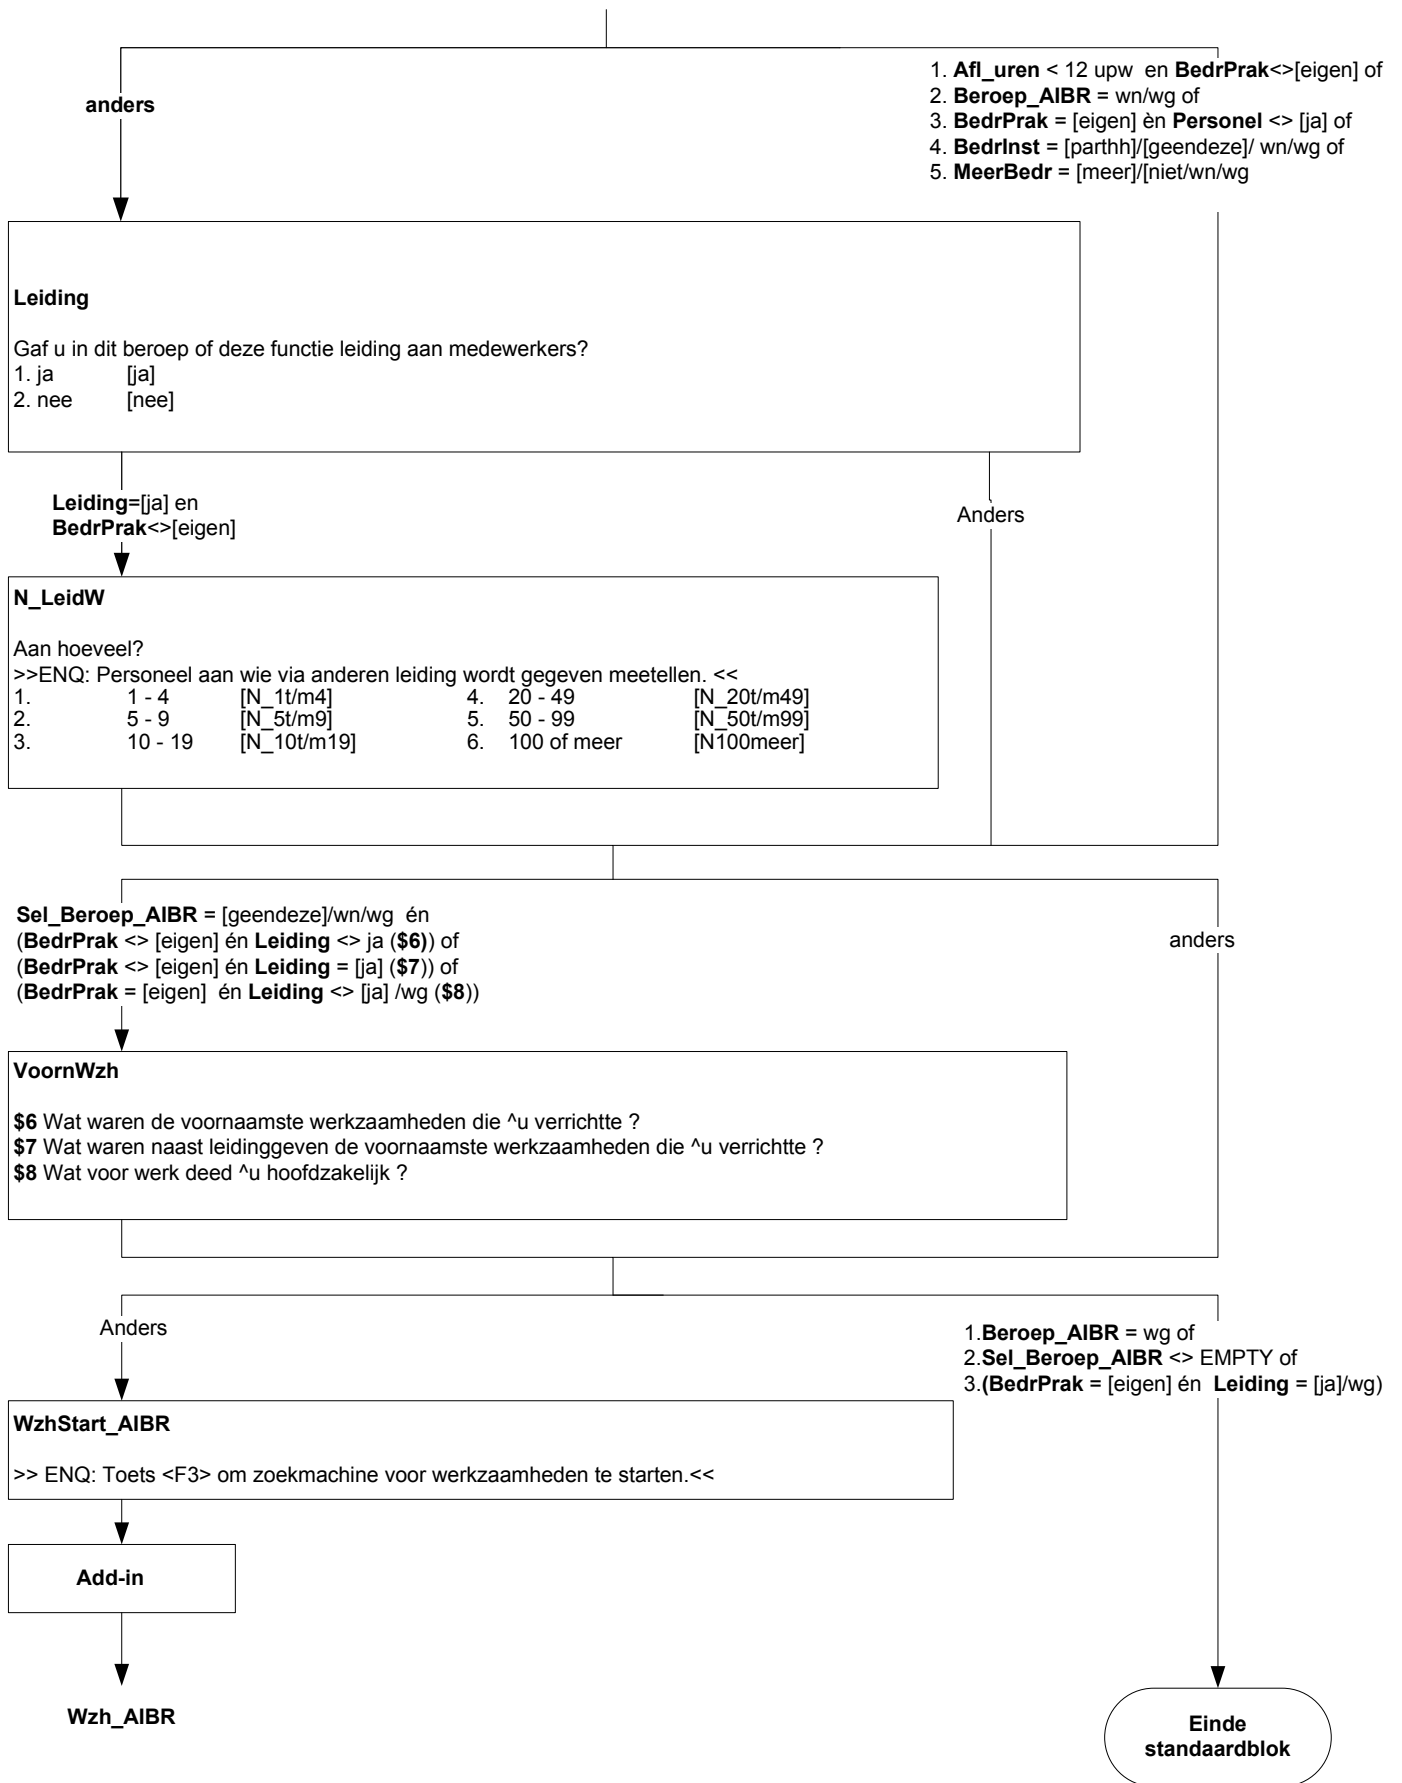 anders
1. Afl_uren < 12 upw  en BedrPrak<>[eigen] of
2. Beroep_AIBR = wn/wg of
3. BedrPrak = [eigen] èn Personel <> [ja] of
4. BedrInst = [parthh]/[geendeze]/ wn/wg of
5. MeerBedr = [meer]/[niet/wn/wg
Leiding
Gaf u in dit beroep of deze functie leiding aan medewerkers?
1. ja [ja]
2. nee [nee]
Leiding=[ja] en
BedrPrak<>[eigen]
Anders
N_LeidW
Aan hoeveel?
>>ENQ: Personeel aan wie via anderen leiding wordt gegeven meetellen. <<
1. 1 - 4 [N_1t/m4] 4. 20 - 49 [N_20t/m49]
2. 5 - 9 [N_5t/m9] 5. 50 - 99 [N_50t/m99]
3. 10 - 19 [N_10t/m19] 6. 100 of meer [N100meer]
Sel_Beroep_AIBR = [geendeze]/wn/wg  én
(BedrPrak <> [eigen] én Leiding <> ja ($6)) of
(BedrPrak <> [eigen] én Leiding = [ja] ($7)) of
(BedrPrak = [eigen]  én Leiding <> [ja] /wg ($8))
anders
VoornWzh
$6 Wat waren de voornaamste werkzaamheden die ^u verrichtte ?
$7 Wat waren naast leidinggeven de voornaamste werkzaamheden die ^u verrichtte ?
$8 Wat voor werk deed ^u hoofdzakelijk ?
Anders
1.Beroep_AIBR = wg of
2.Sel_Beroep_AIBR <> EMPTY of
3.(BedrPrak = [eigen] én  Leiding = [ja]/wg)
WzhStart_AIBR
>> ENQ: Toets <F3> om zoekmachine voor werkzaamheden te starten.<<
Add-in
Wzh_AIBR
Einde
standaardblok